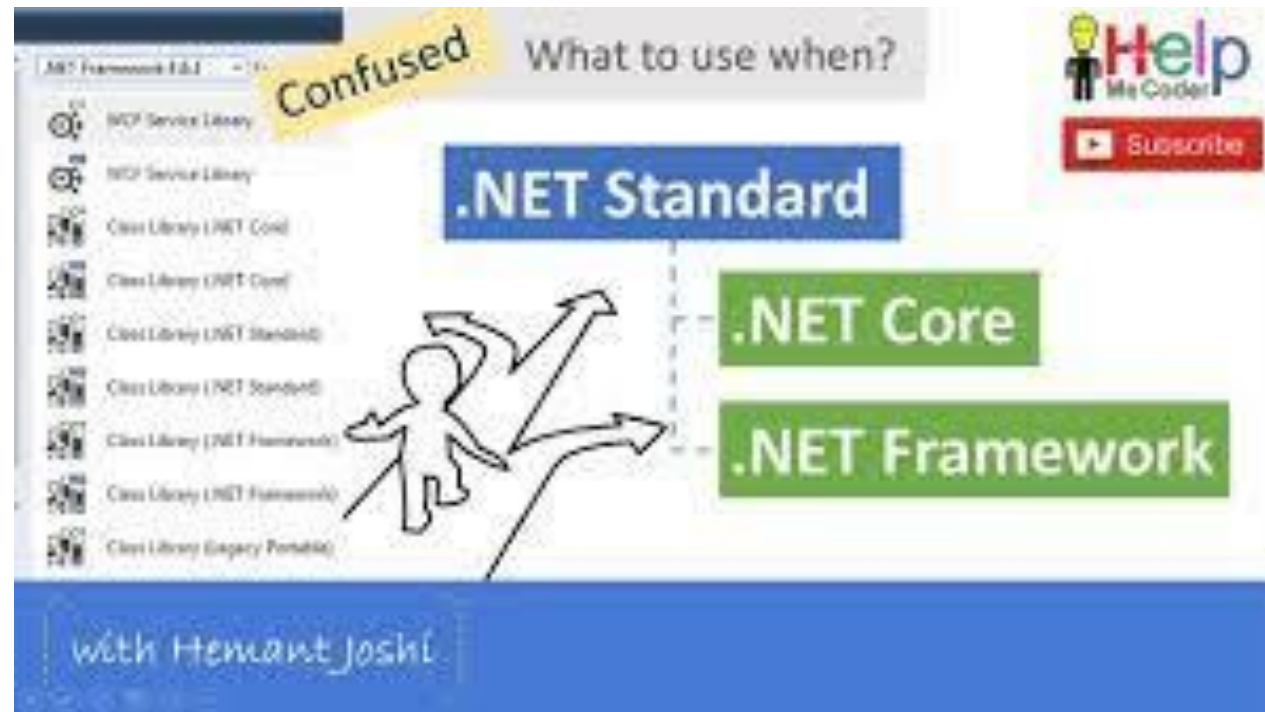 Confused
What to use when?
Help
Me Coder
Subscribe
.NET Standard
.NET Core
.NET Framework
WCF Service Library
WCF Service Library
Class Library (.NET Core)
Class Library (.NET Core)
Class Library (.NET Standard)
Class Library (.NET Standard)
Class Library (.NET Framework)
Class Library (.NET Framework)
Class Library (Legacy Portable)
with Hemant Joshi